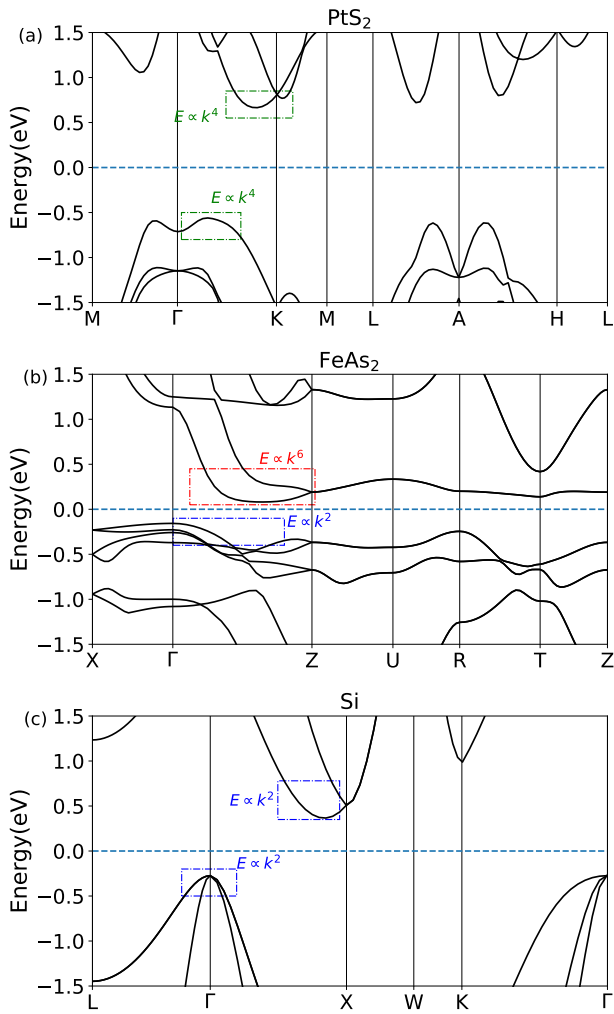 PtS₂
(a)
Energy(eV)
1.5
1.0
0.5
0.0
−0.5
−1.0
−1.5
E ∝ k⁴
E ∝ k⁴
M Γ K M L A H L
FeAs₂
(b)
Energy(eV)
1.5
1.0
0.5
0.0
−0.5
−1.0
−1.5
E ∝ k⁶
E ∝ k²
X Γ Z U R T Z
Si
(c)
Energy(eV)
1.5
1.0
0.5
0.0
−0.5
−1.0
−1.5
E ∝ k²
E ∝ k²
L Γ X W K Γ